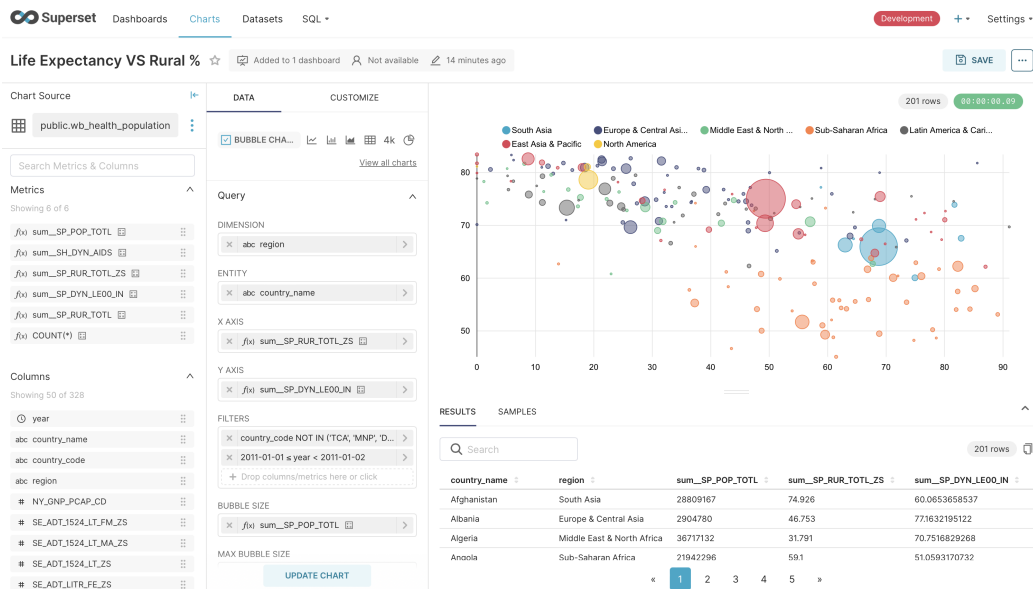 Superset
Dashboards
Charts
Datasets
SQL
Development
+
Settings
Life Expectancy VS Rural %
Added to 1 dashboard
Not available
14 minutes ago
SAVE
...
Chart Source
public.wb_health_population
Search Metrics & Columns
Metrics
Showing 6 of 6
f(x) sum__SP_POP_TOTL
f(x) sum__SH_DYN_AIDS
f(x) sum__SP_RUR_TOTL_ZS
f(x) sum__SP_DYN_LE00_IN
f(x) sum__SP_RUR_TOTL
f(x) COUNT(*)
Columns
Showing 50 of 328
year
abc country_name
abc country_code
abc region
# NY_GNP_PCAP_CD
# SE_ADT_1524_LT_FM_ZS
# SE_ADT_1524_LT_MA_ZS
# SE_ADT_1524_LT_ZS
# SE_ADT_LITR_FE_ZS
DATA
CUSTOMIZE
BUBBLE CHA...
4k
View all charts
Query
DIMENSION
× abc region
ENTITY
× abc country_name
X AXIS
× f(x) sum__SP_RUR_TOTL_ZS
Y AXIS
× f(x) sum__SP_DYN_LE00_IN
FILTERS
× country_code NOT IN ('TCA', 'MNP', 'D...
× 2011-01-01 ≤ year < 2011-01-02
+ Drop columns/metrics here or click
BUBBLE SIZE
× f(x) sum__SP_POP_TOTL
MAX BUBBLE SIZE
UPDATE CHART
201 rows
00:00:00.09
South Asia
Europe & Central Asi...
Middle East & North ...
Sub-Saharan Africa
Latin America & Cari...
East Asia & Pacific
North America
80
70
60
50
0 10 20 30 40 50 60 70 80 90
RESULTS
SAMPLES
Search
201 rows
country_name region sum__SP_POP_TOTL sum__SP_RUR_TOTL_ZS sum__SP_DYN_LE00_IN
Afghanistan South Asia 28809167 74.926 60.0653658537
Albania Europe & Central Asia 2904780 46.753 77.1632195122
Algeria Middle East & North Africa 36717132 31.791 70.7516829268
Angola Sub-Saharan Africa 21942296 59.1 51.0593170732
« 1 2 3 4 5 »